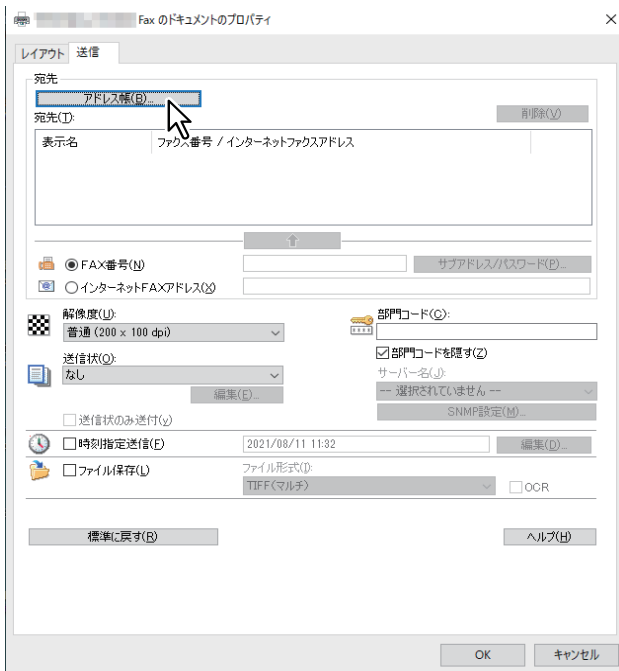 Fax のドキュメントのプロパティ
レイアウト 送信
宛先
アドレス帳(B)...
宛先(T):
削除(V)
表示名 ファクス番号 / インターネットファクスアドレス
FAX番号(N)
サブアドレス/パスワード(P)...
インターネットFAXアドレス(X)
解像度(U):
普通 (200 x 100 dpi)
部門コード(C):
部門コードを隠す(Z)
送信状(O):
なし
サーバー名(J):
-- 選択されていません --
編集(E)...
SNMP設定(M)...
送信状のみ送付(y)
時刻指定送信(F)
2021/08/11 11:32
編集(D)...
ファイル保存(L)
ファイル形式(I):
TIFF(マルチ)
OCR
標準に戻す(R)
ヘルプ(H)
OK
キャンセル